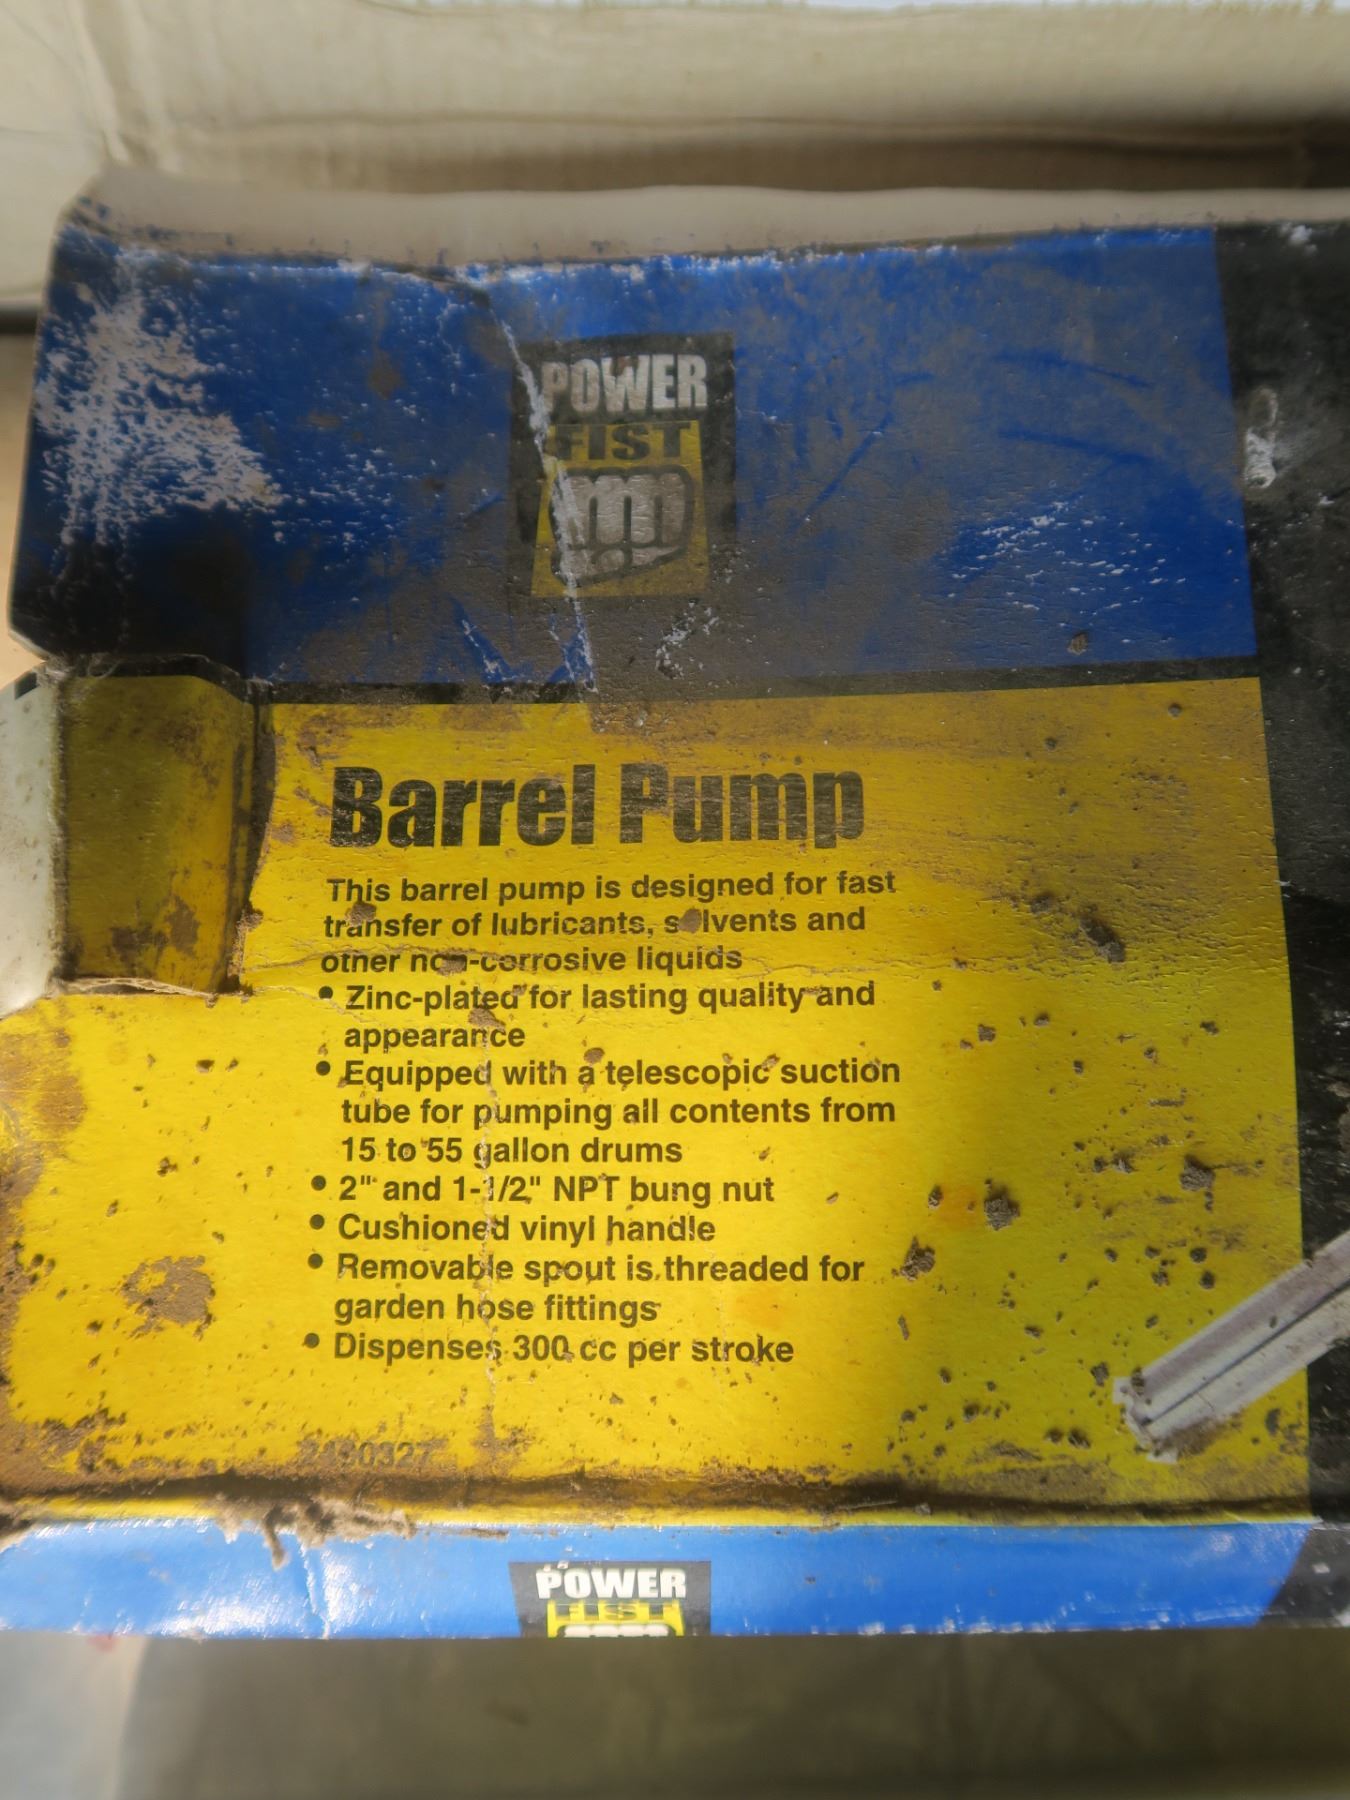 POWER
FIST
Barrel Pump
This barrel pump is designed for fast
transfer of lubricants, solvents and
other non-corrosive liquids
• Zinc-plated for lasting quality and
appearance
• Equipped with a telescopic suction
tube for pumping all contents from
15 to 55 gallon drums
• 2" and 1-1/2" NPT bung nut
• Cushioned vinyl handle
• Removable spout is threaded for
garden hose fittings
• Dispenses 300 cc per stroke
POWER
FIST